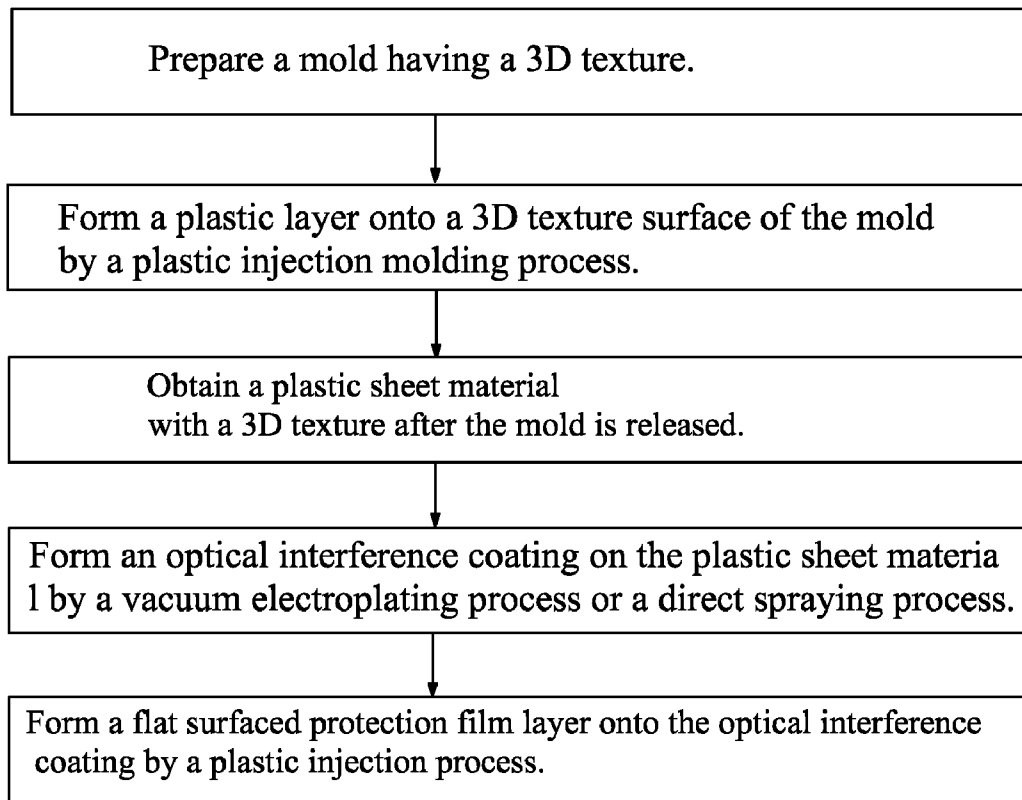 Prepare a mold having a 3D texture.
Form a plastic layer onto a 3D texture surface of the mold
by a plastic injection molding process.
Obtain a plastic sheet material
with a 3D texture after the mold is released.
Form an optical interference coating on the plastic sheet materia
l by a vacuum electroplating process or a direct spraying process.
Form a flat surfaced protection film layer onto the optical interference
coating by a plastic injection process.